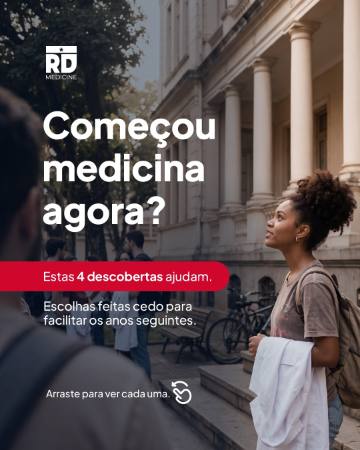 RD
MEDICINE
Começou
medicina
agora?
Estas 4 descobertas ajudam.
Escolhas feitas cedo para
facilitar os anos seguintes.
Arraste para ver cada uma.